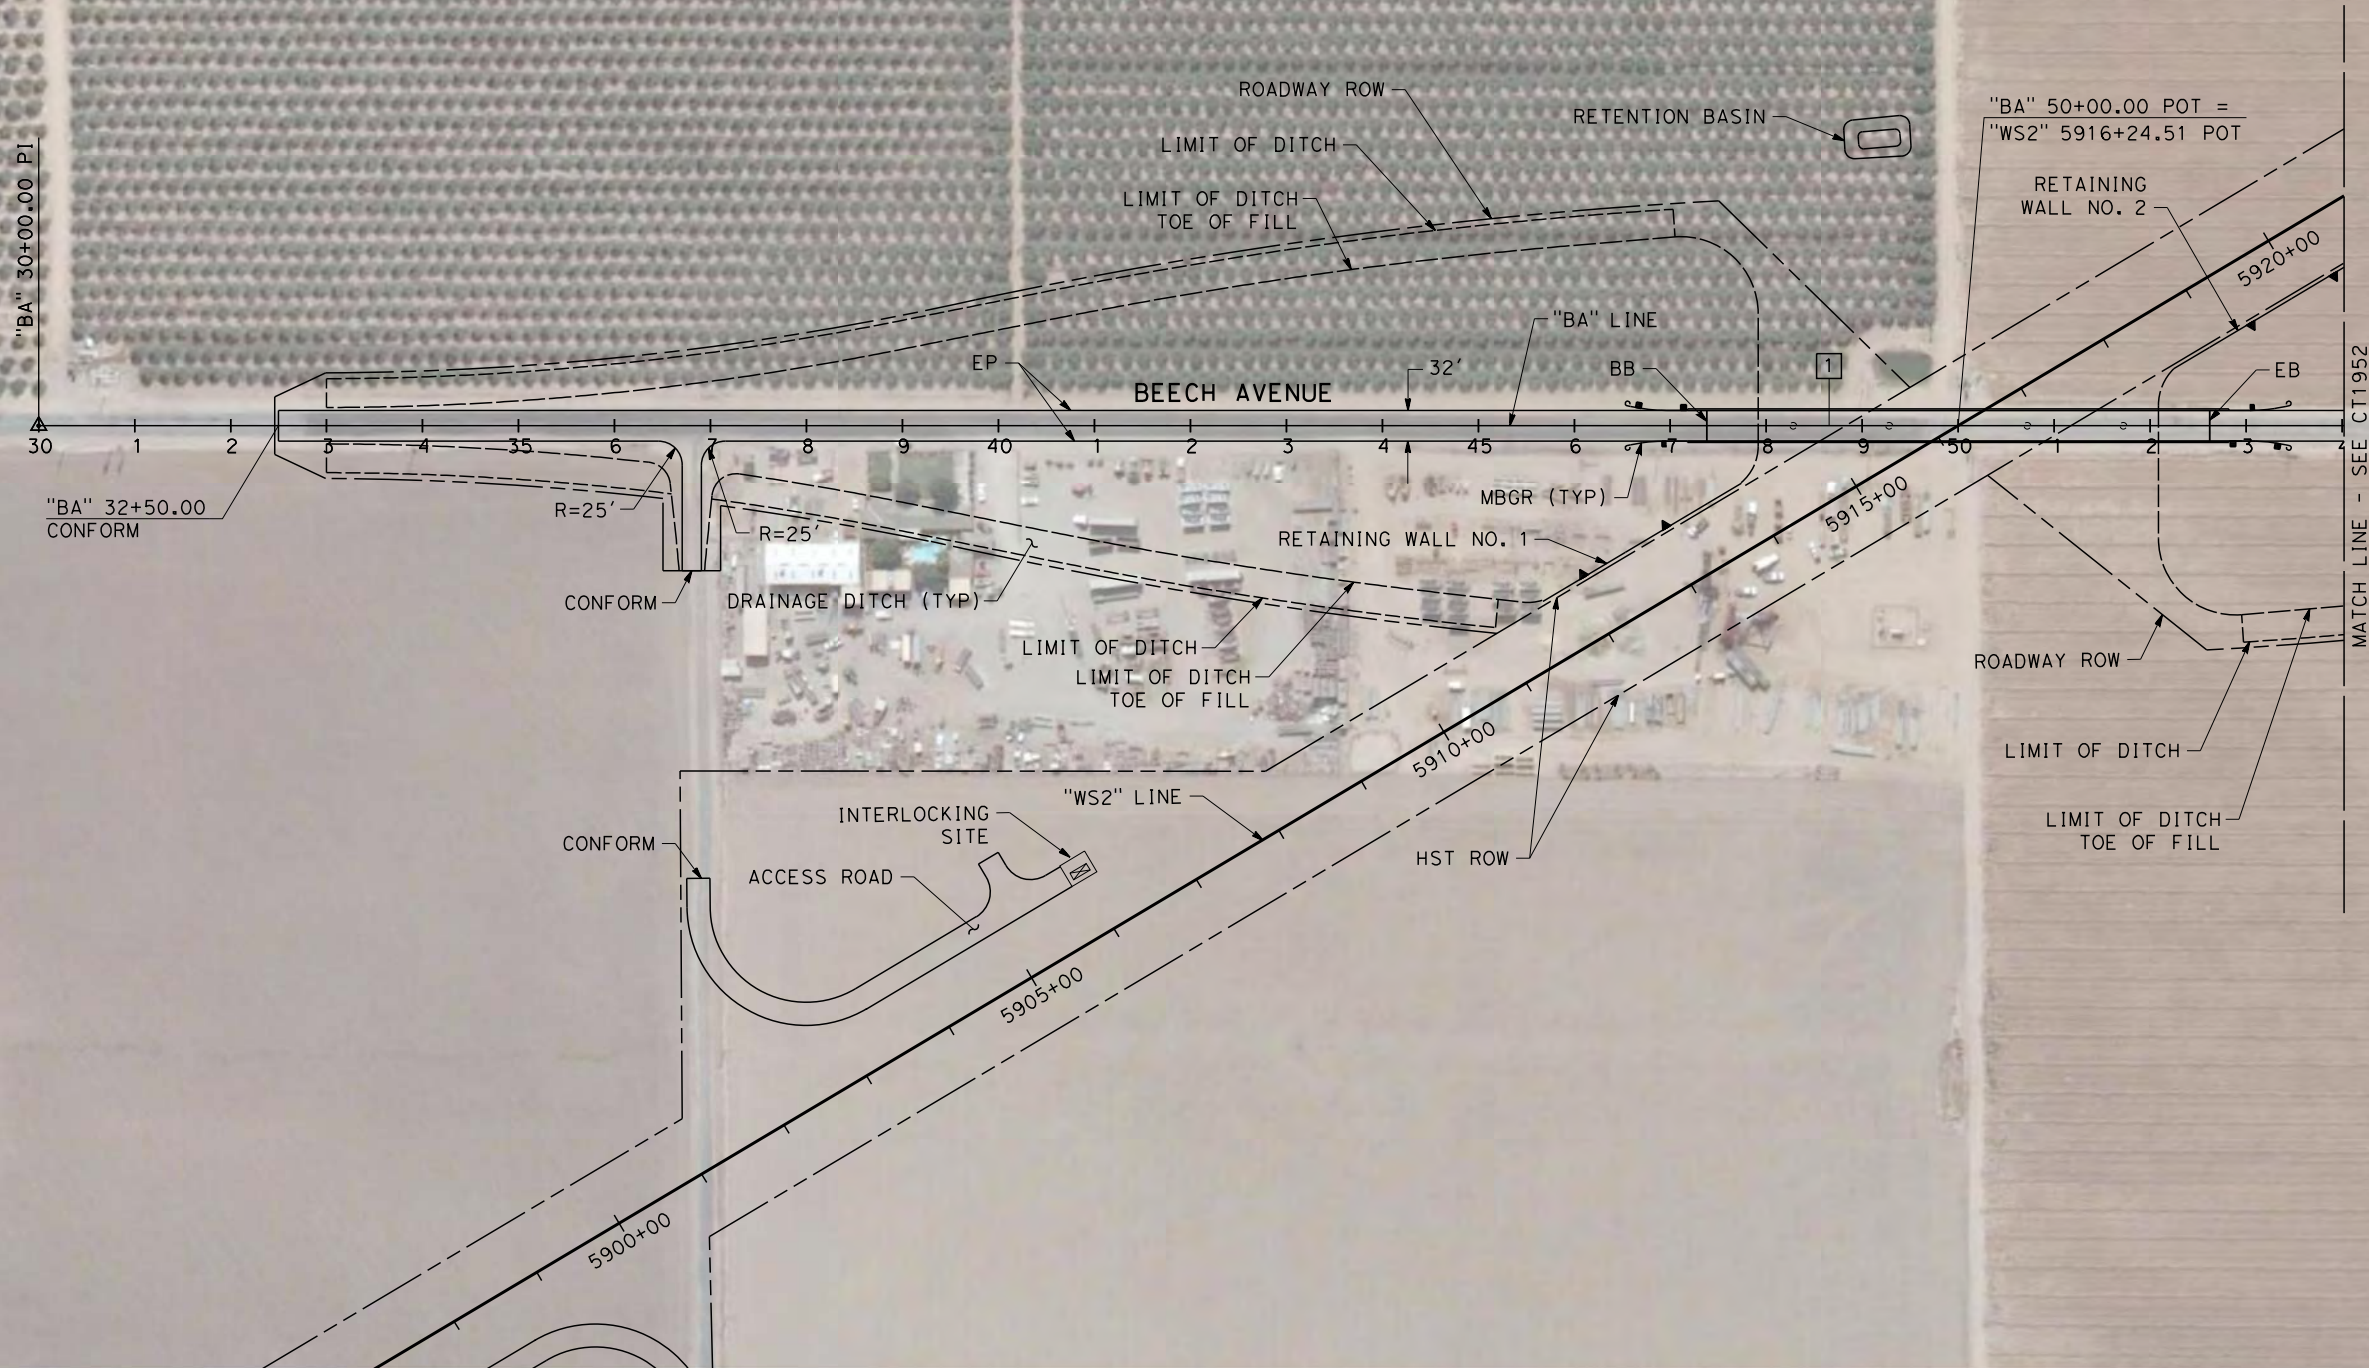 ROADWAY ROW
RETENTION BASIN
LIMIT OF DITCH
LIMIT OF DITCH
TOE OF FILL
"BA" 50+00.00 POT =
"WS2" 5916+24.51 POT
RETAINING
WALL NO. 2
"BA" 30+00.00 PI
5920+00
"BA" LINE
EP
BEECH AVENUE
32'
BB
1
EB
30 1 2 3 4 35 6 7 8 9 40 1 2 3 4 45 6 7 8 9 50 1 2 3 4
MATCH LINE - SEE CT1952
"BA" 32+50.00
CONFORM
R=25'
R=25'
MBGR (TYP)
5915+00
RETAINING WALL NO. 1
CONFORM
DRAINAGE DITCH (TYP)
LIMIT OF DITCH
LIMIT OF DITCH
TOE OF FILL
ROADWAY ROW
LIMIT OF DITCH
LIMIT OF DITCH
TOE OF FILL
5910+00
"WS2" LINE
INTERLOCKING
SITE
CONFORM
ACCESS ROAD
HST ROW
5905+00
5900+00